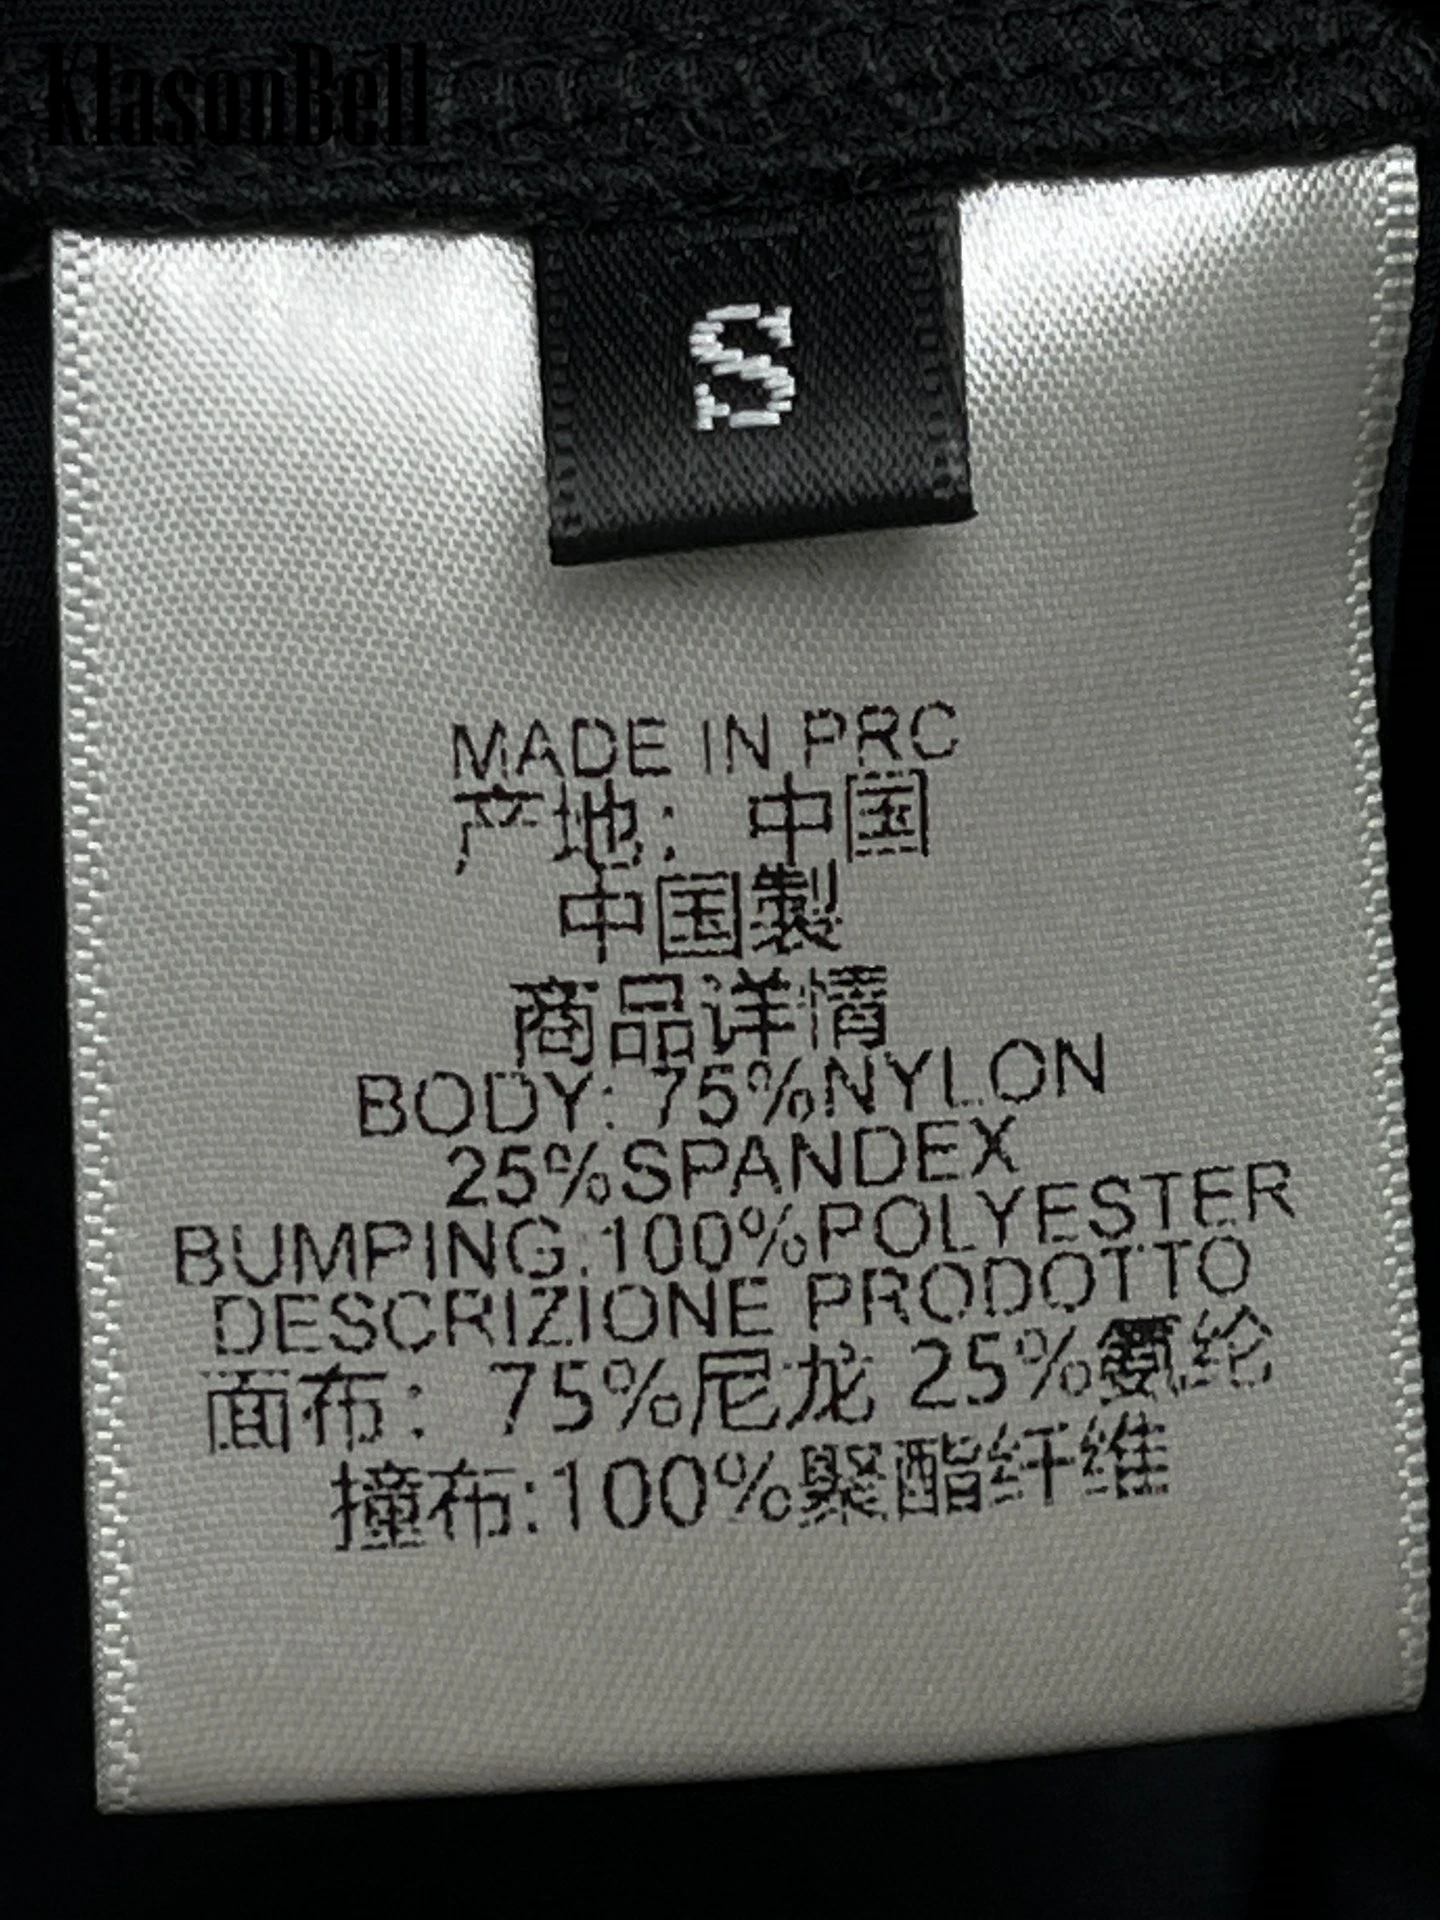 KlasonBell
S
MADE IN PRC
产地：中国
中国製
商品详情
BODY: 75%NYLON
25%SPANDEX
BUMPING:100%POLYESTER
DESCRIZIONE PRODOTTO
面布：75%尼龙 25%氨纶
撞布:100%聚酯纤维